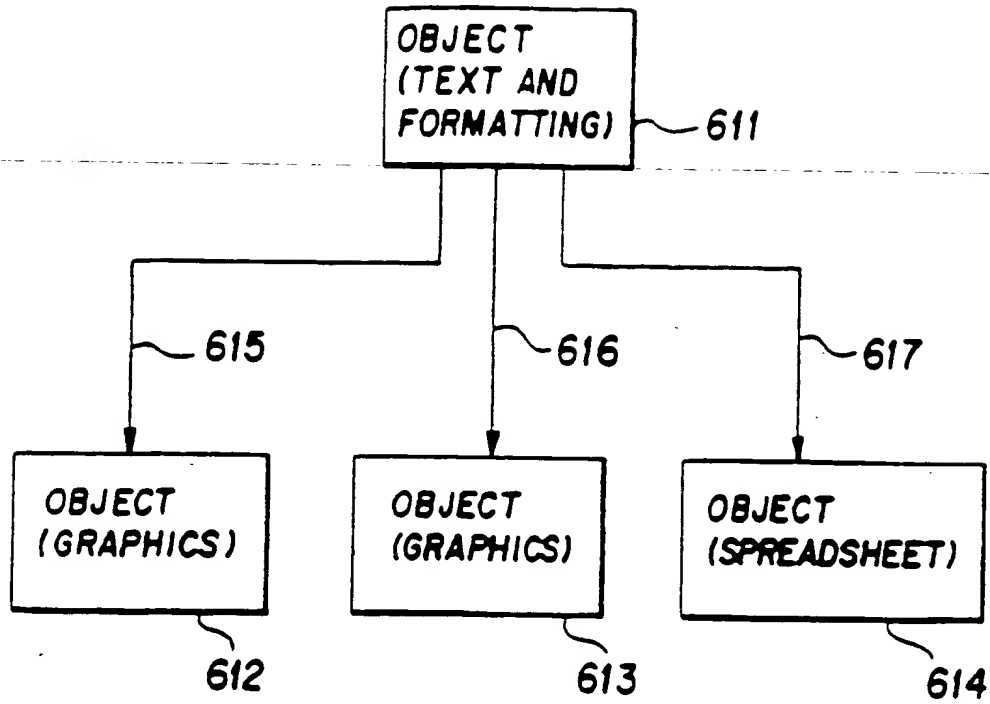 OBJECT
(TEXT AND
FORMATTING)
611
615
616
617
OBJECT
(GRAPHICS)
612
OBJECT
(GRAPHICS)
613
OBJECT
(SPREADSHEET)
614